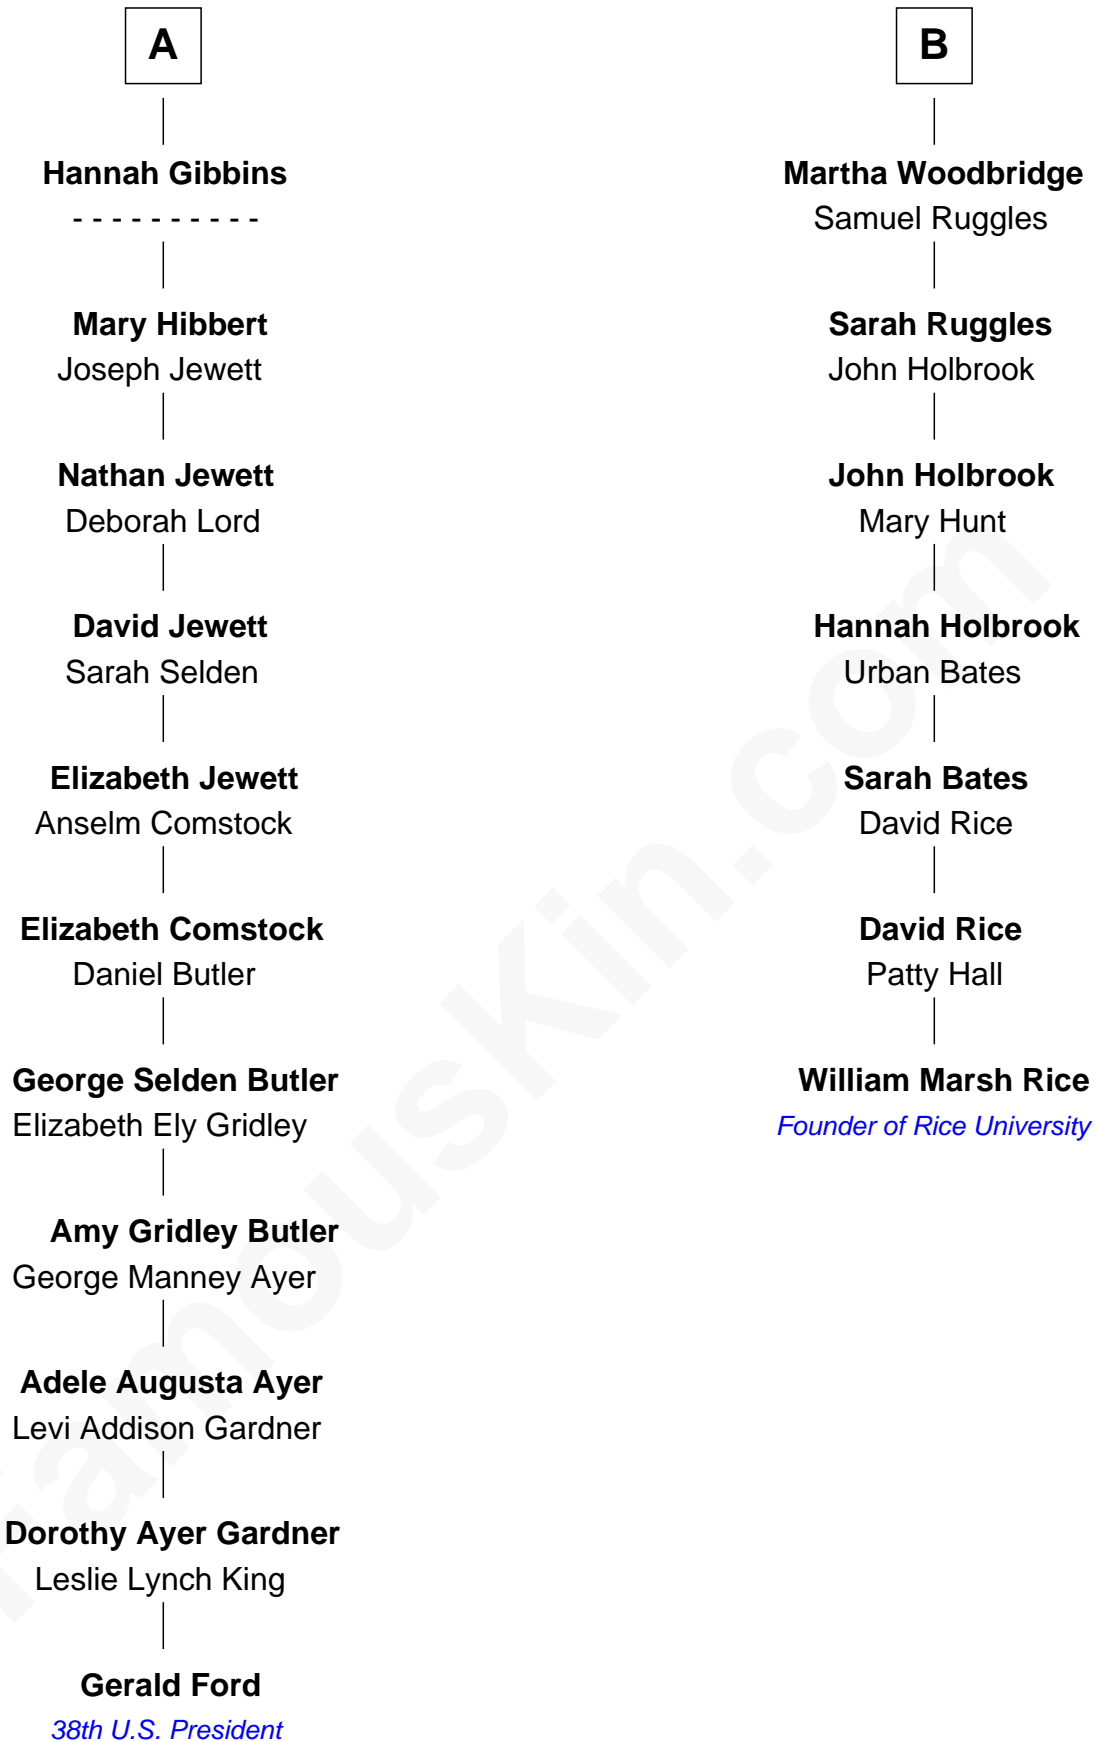 A
Hannah Gibbins
- - - - - - - - - -
Mary Hibbert
Joseph Jewett
Nathan Jewett
Deborah Lord
David Jewett
Sarah Selden
Elizabeth Jewett
Anselm Comstock
Elizabeth Comstock
Daniel Butler
George Selden Butler
Elizabeth Ely Gridley
Amy Gridley Butler
George Manney Ayer
Adele Augusta Ayer
Levi Addison Gardner
Dorothy Ayer Gardner
Leslie Lynch King
Gerald Ford
38th U.S. President
B
Martha Woodbridge
Samuel Ruggles
Sarah Ruggles
John Holbrook
John Holbrook
Mary Hunt
Hannah Holbrook
Urban Bates
Sarah Bates
David Rice
David Rice
Patty Hall
William Marsh Rice
Founder of Rice University
FamousKin.com